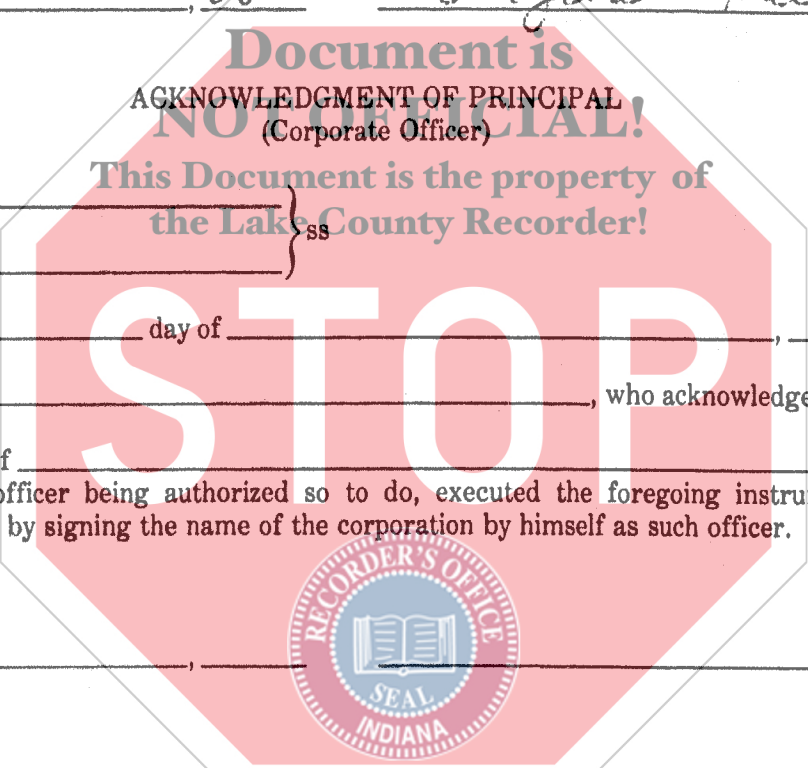 Document is
ACKNOWLEDGMENT OF PRINCIPAL
NOT OFFICIAL!
(Corporate Officer)
This Document is the property of
the Lake County Recorder!
ss
STOP
day of ,
, who acknowledge
f
officer being authorized so to do, executed the foregoing instru
by signing the name of the corporation by himself as such officer.
RECORDER'S OFFICE
SEAL
INDIANA
,